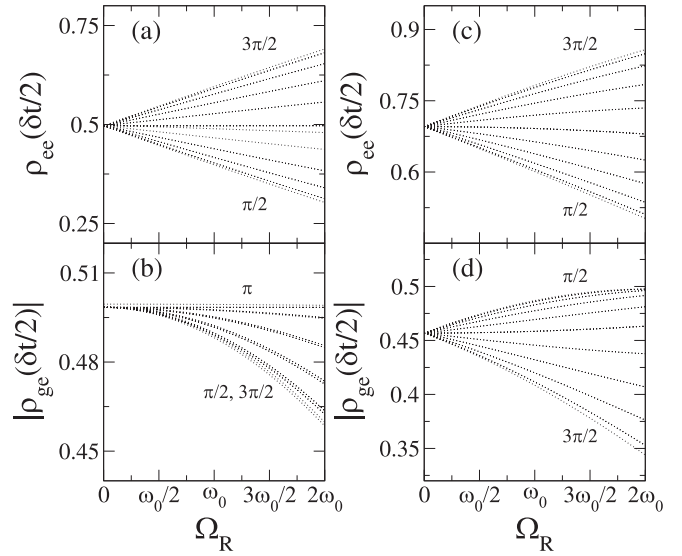 0.75 (a) 3π/2 0.9 (c) 3π/2
ρee(δt/2) 0.5 ρee(δt/2) 0.75
0.25 π/2 0.6 π/2
0.51 (b) π 0.5 (d) π/2
|ρge(δt/2)| 0.48 |ρge(δt/2)| 0.45
π/2, 3π/2 0.4
0.45 0.35 3π/2
0 ω₀/2 ω₀ 3ω₀/2 2ω₀ 0 ω₀/2 ω₀ 3ω₀/2 2ω₀
Ω_R Ω_R